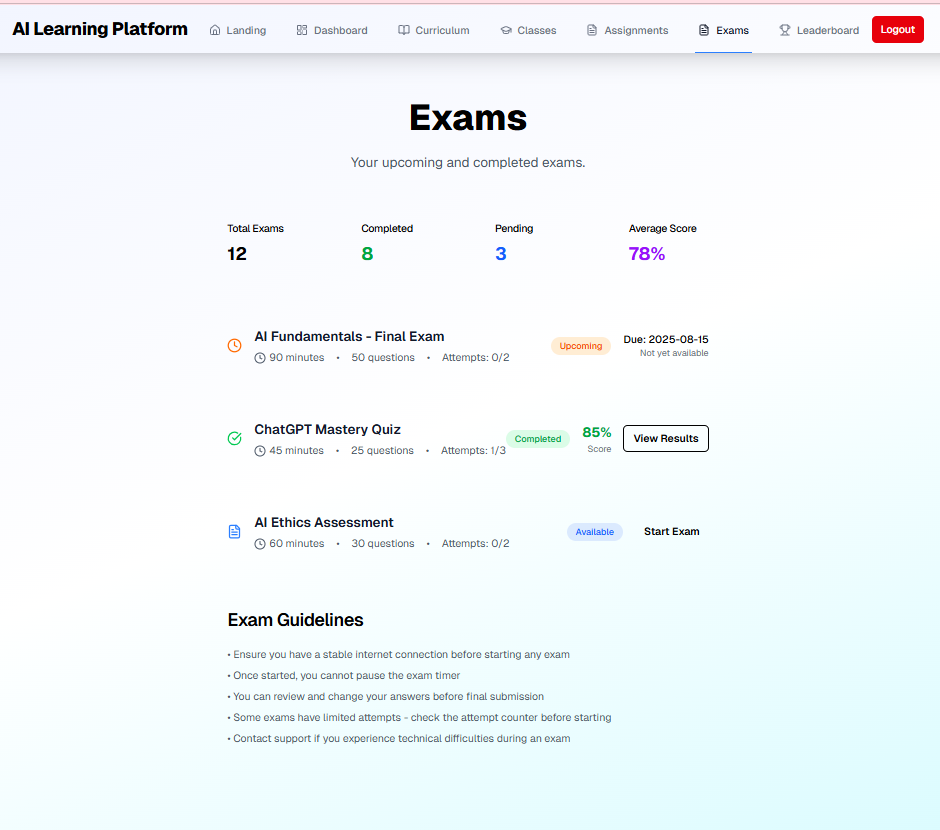 AI Learning Platform Landing Dashboard Curriculum Classes Assignments Exams Leaderboard Logout
Exams
Your upcoming and completed exams.
Total Exams Completed Pending Average Score
12 8 3 78%
AI Fundamentals - Final Exam
90 minutes • 50 questions • Attempts: 0/2
Upcoming
Due: 2025-08-15
Not yet available
ChatGPT Mastery Quiz
45 minutes • 25 questions • Attempts: 1/3
Completed
85%
Score
View Results
AI Ethics Assessment
60 minutes • 30 questions • Attempts: 0/2
Available
Start Exam
Exam Guidelines
• Ensure you have a stable internet connection before starting any exam
• Once started, you cannot pause the exam timer
• You can review and change your answers before final submission
• Some exams have limited attempts - check the attempt counter before starting
• Contact support if you experience technical difficulties during an exam